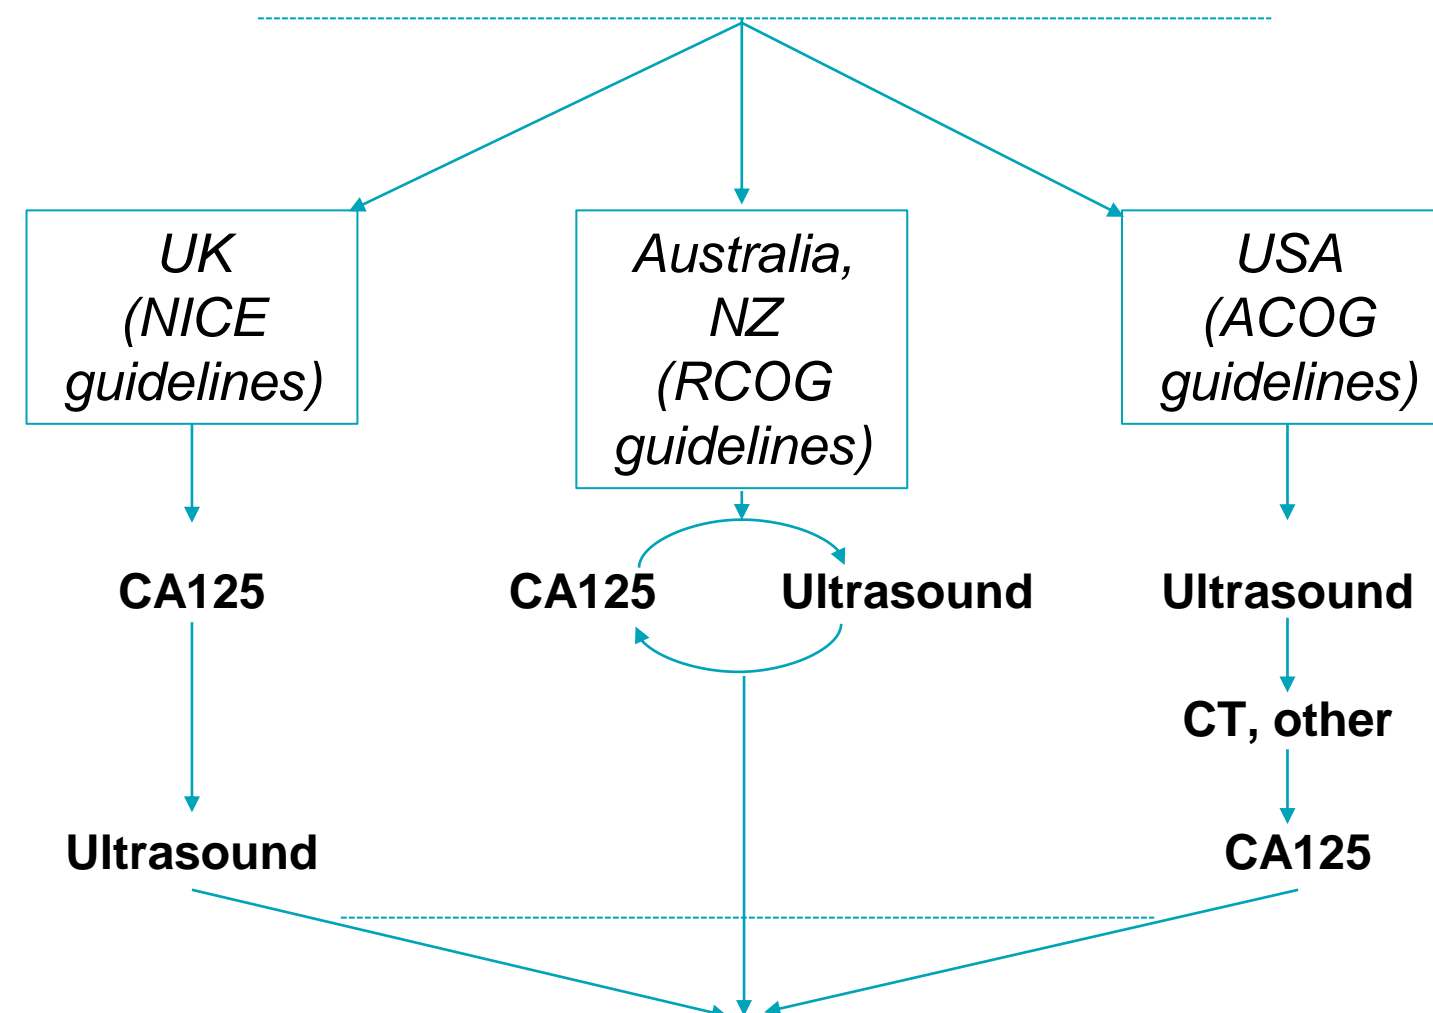 UK
(NICE
guidelines)
Australia,
NZ
(RCOG
guidelines)
USA
(ACOG
guidelines)
CA125
Ultrasound
CA125
Ultrasound
Ultrasound
CT, other
CA125